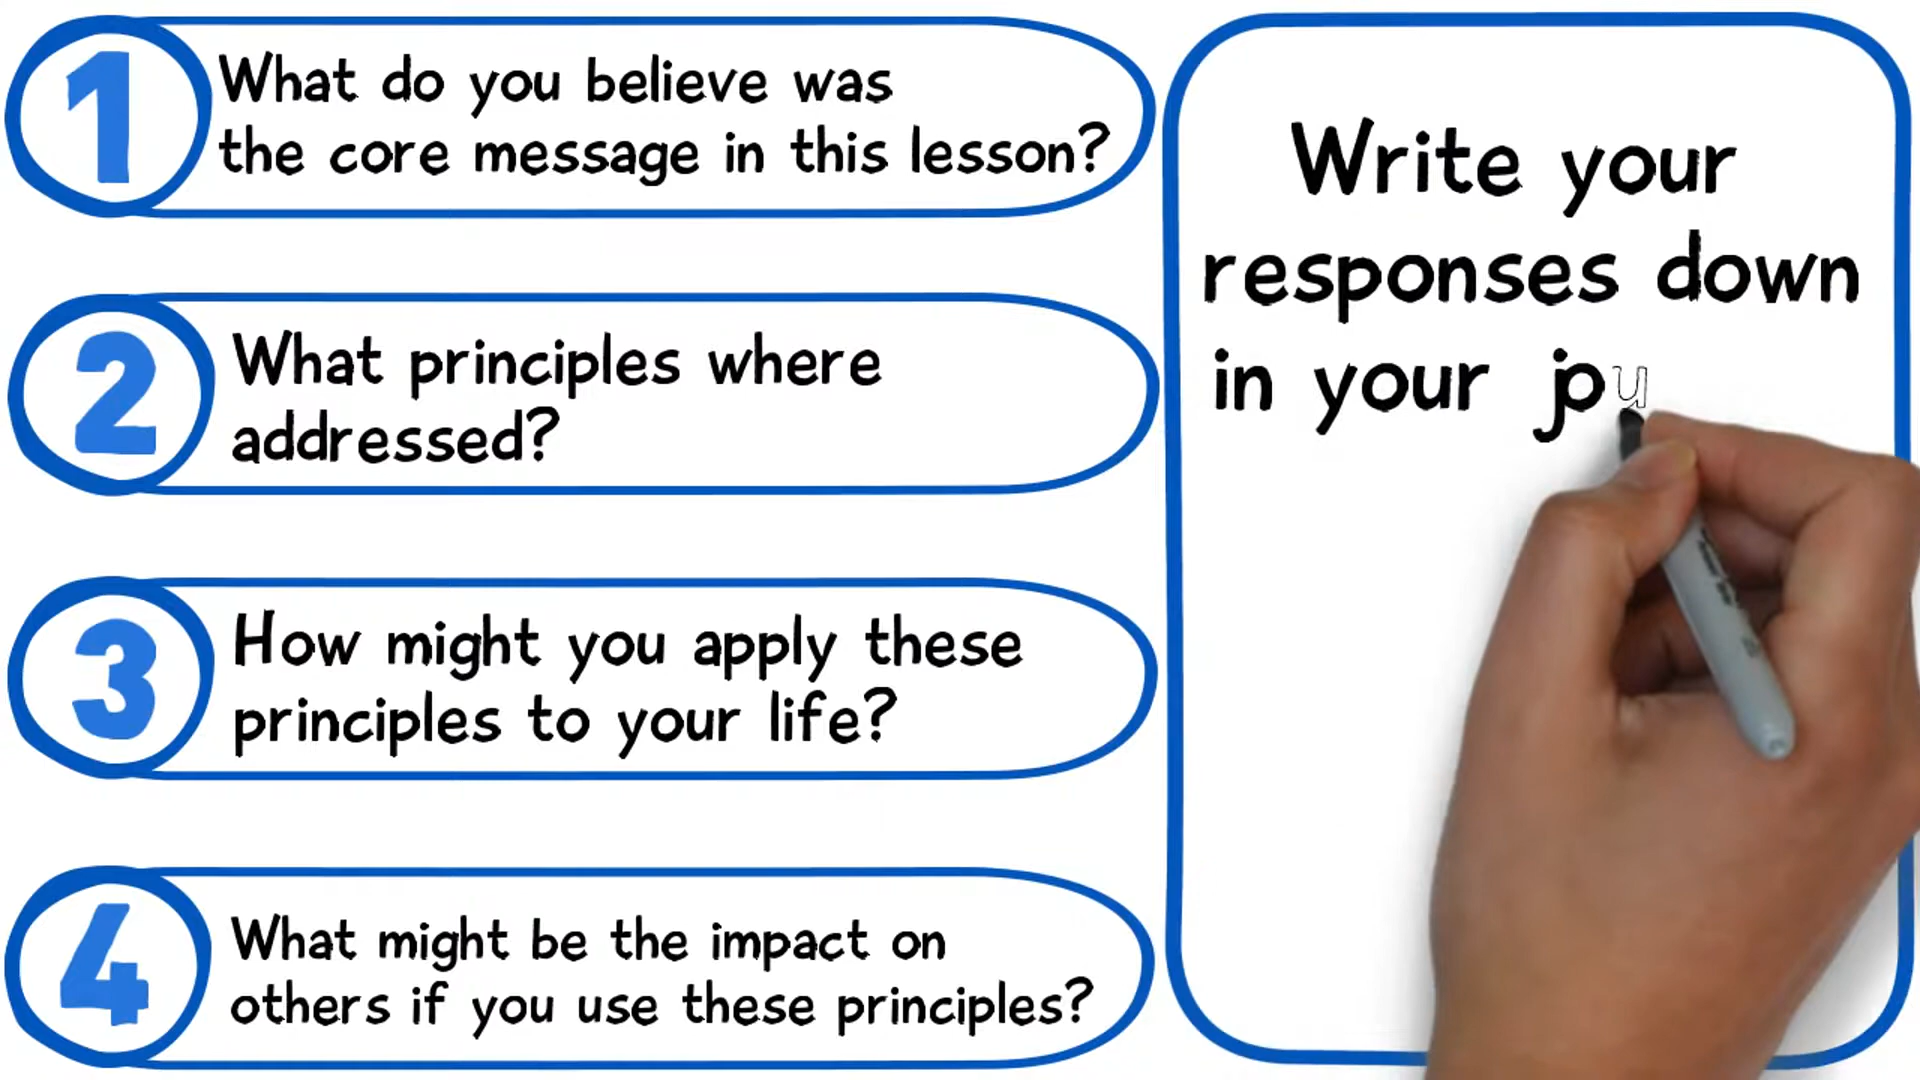 1
What do you believe was
the core message in this lesson?
2
What principles where
addressed?
3
How might you apply these
principles to your life?
4
What might be the impact on
others if you use these principles?
Write your
responses down
in your jou